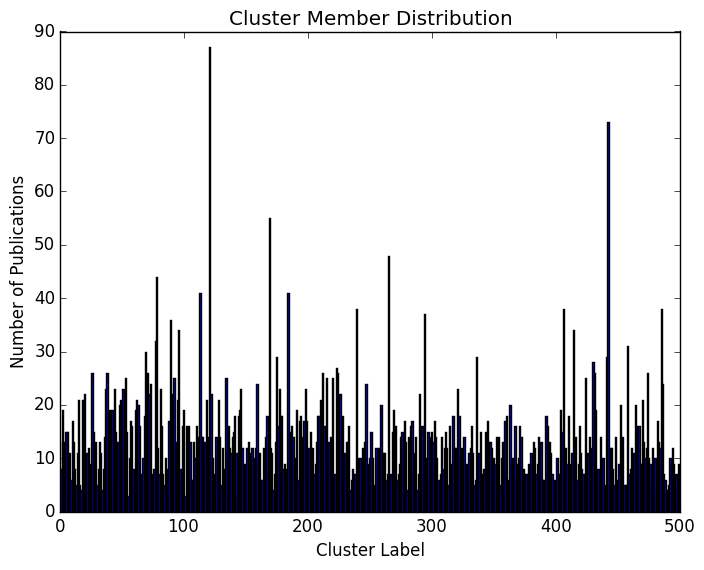 Cluster Member Distribution
Number of Publications
90
80
70
60
50
40
30
20
10
0
0 100 200 300 400 500
Cluster Label